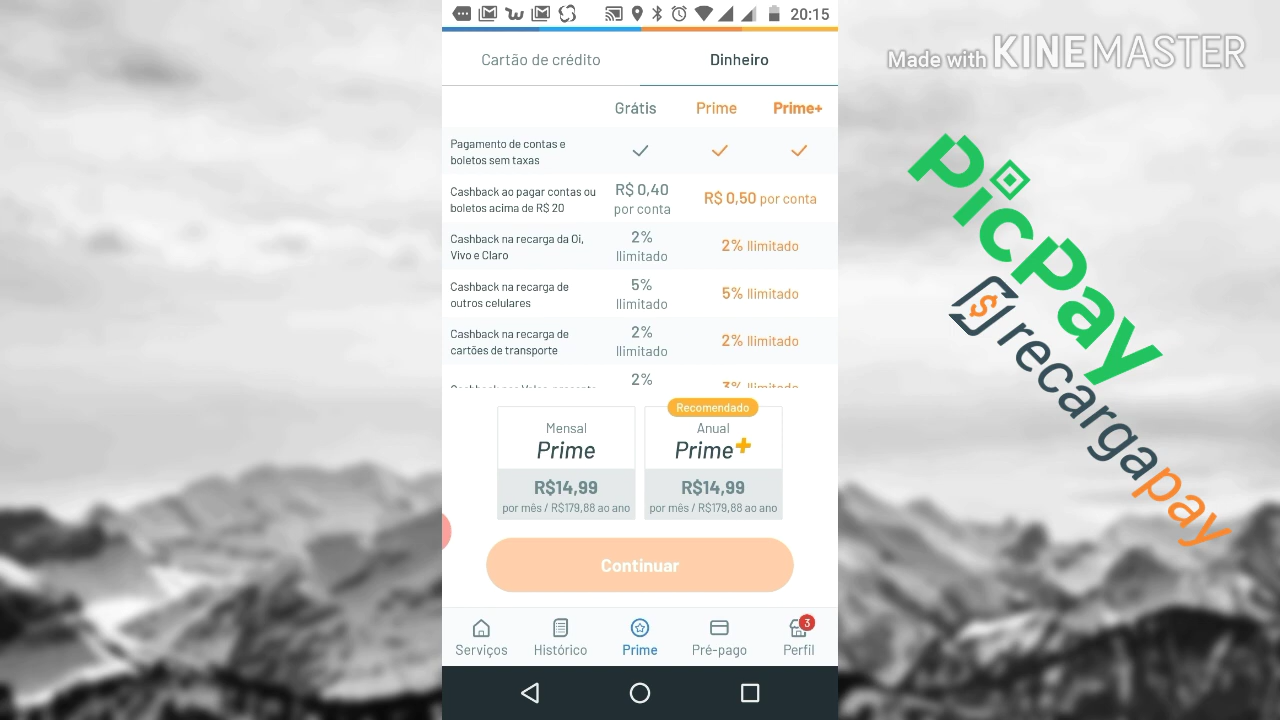 20:15
Made with KINEMASTER
Cartão de crédito
Dinheiro
Grátis
Prime
Prime+
Pagamento de contas e
boletos sem taxas
Cashback ao pagar contas ou
boletos acima de R$ 20
R$ 0,40
por conta
R$ 0,50 por conta
Cashback na recarga da Oi,
Vivo e Claro
2%
Ilimitado
2% Ilimitado
Cashback na recarga de
outros celulares
5%
Ilimitado
5% Ilimitado
Cashback na recarga de
cartões de transporte
2%
Ilimitado
2% Ilimitado
2%
3% Ilimitado
Recomendado
Mensal
Prime
R$14,99
por mês / R$179,88 ao ano
Anual
Prime+
R$14,99
por mês / R$179,88 ao ano
Continuar
Serviços
Histórico
Prime
Pré-pago
3
Perfil
PicPay
recargapay